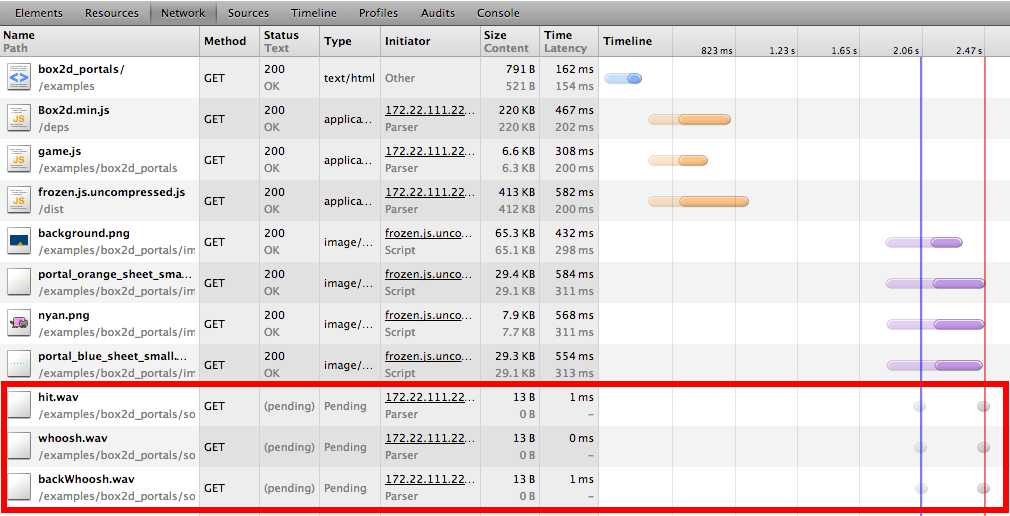 Elements Resources Network Sources Timeline Profiles Audits Console
Name Path Method Status Text Type Initiator Size Content Time Latency Timeline 823 ms 1.23 s 1.65 s 2.06 s 2.47 s
box2d_portals/ GET 200 text/html Other 791 B 162 ms
/examples OK 521 B 154 ms
Box2d.min.js GET 200 applica... 172.22.111.22... 220 KB 467 ms
/deps OK Parser 220 KB 202 ms
game.js GET 200 applica... 172.22.111.22... 6.6 KB 308 ms
/examples/box2d_portals OK Parser 6.3 KB 200 ms
frozen.js.uncompressed.js GET 200 applica... 172.22.111.22... 413 KB 582 ms
/dist OK Parser 412 KB 200 ms
background.png GET 200 image/... frozen.js.unco... 65.3 KB 432 ms
/examples/box2d_portals/im OK Script 65.1 KB 298 ms
portal_orange_sheet_sma... GET 200 image/... frozen.js.unco... 29.4 KB 584 ms
/examples/box2d_portals/im OK Script 29.1 KB 311 ms
nyan.png GET 200 image/... frozen.js.unco... 7.9 KB 568 ms
/examples/box2d_portals/im OK Script 7.7 KB 311 ms
portal_blue_sheet_small.... GET 200 image/... frozen.js.unco... 29.3 KB 554 ms
/examples/box2d_portals/im OK Script 29.1 KB 313 ms
hit.wav GET (pending) Pending 172.22.111.22... 13 B 1 ms
/examples/box2d_portals/so Parser 0 B –
whoosh.wav GET (pending) Pending 172.22.111.22... 13 B 0 ms
/examples/box2d_portals/so Parser 0 B –
backWhoosh.wav GET (pending) Pending 172.22.111.22... 13 B 1 ms
/examples/box2d_portals/so Parser 0 B –